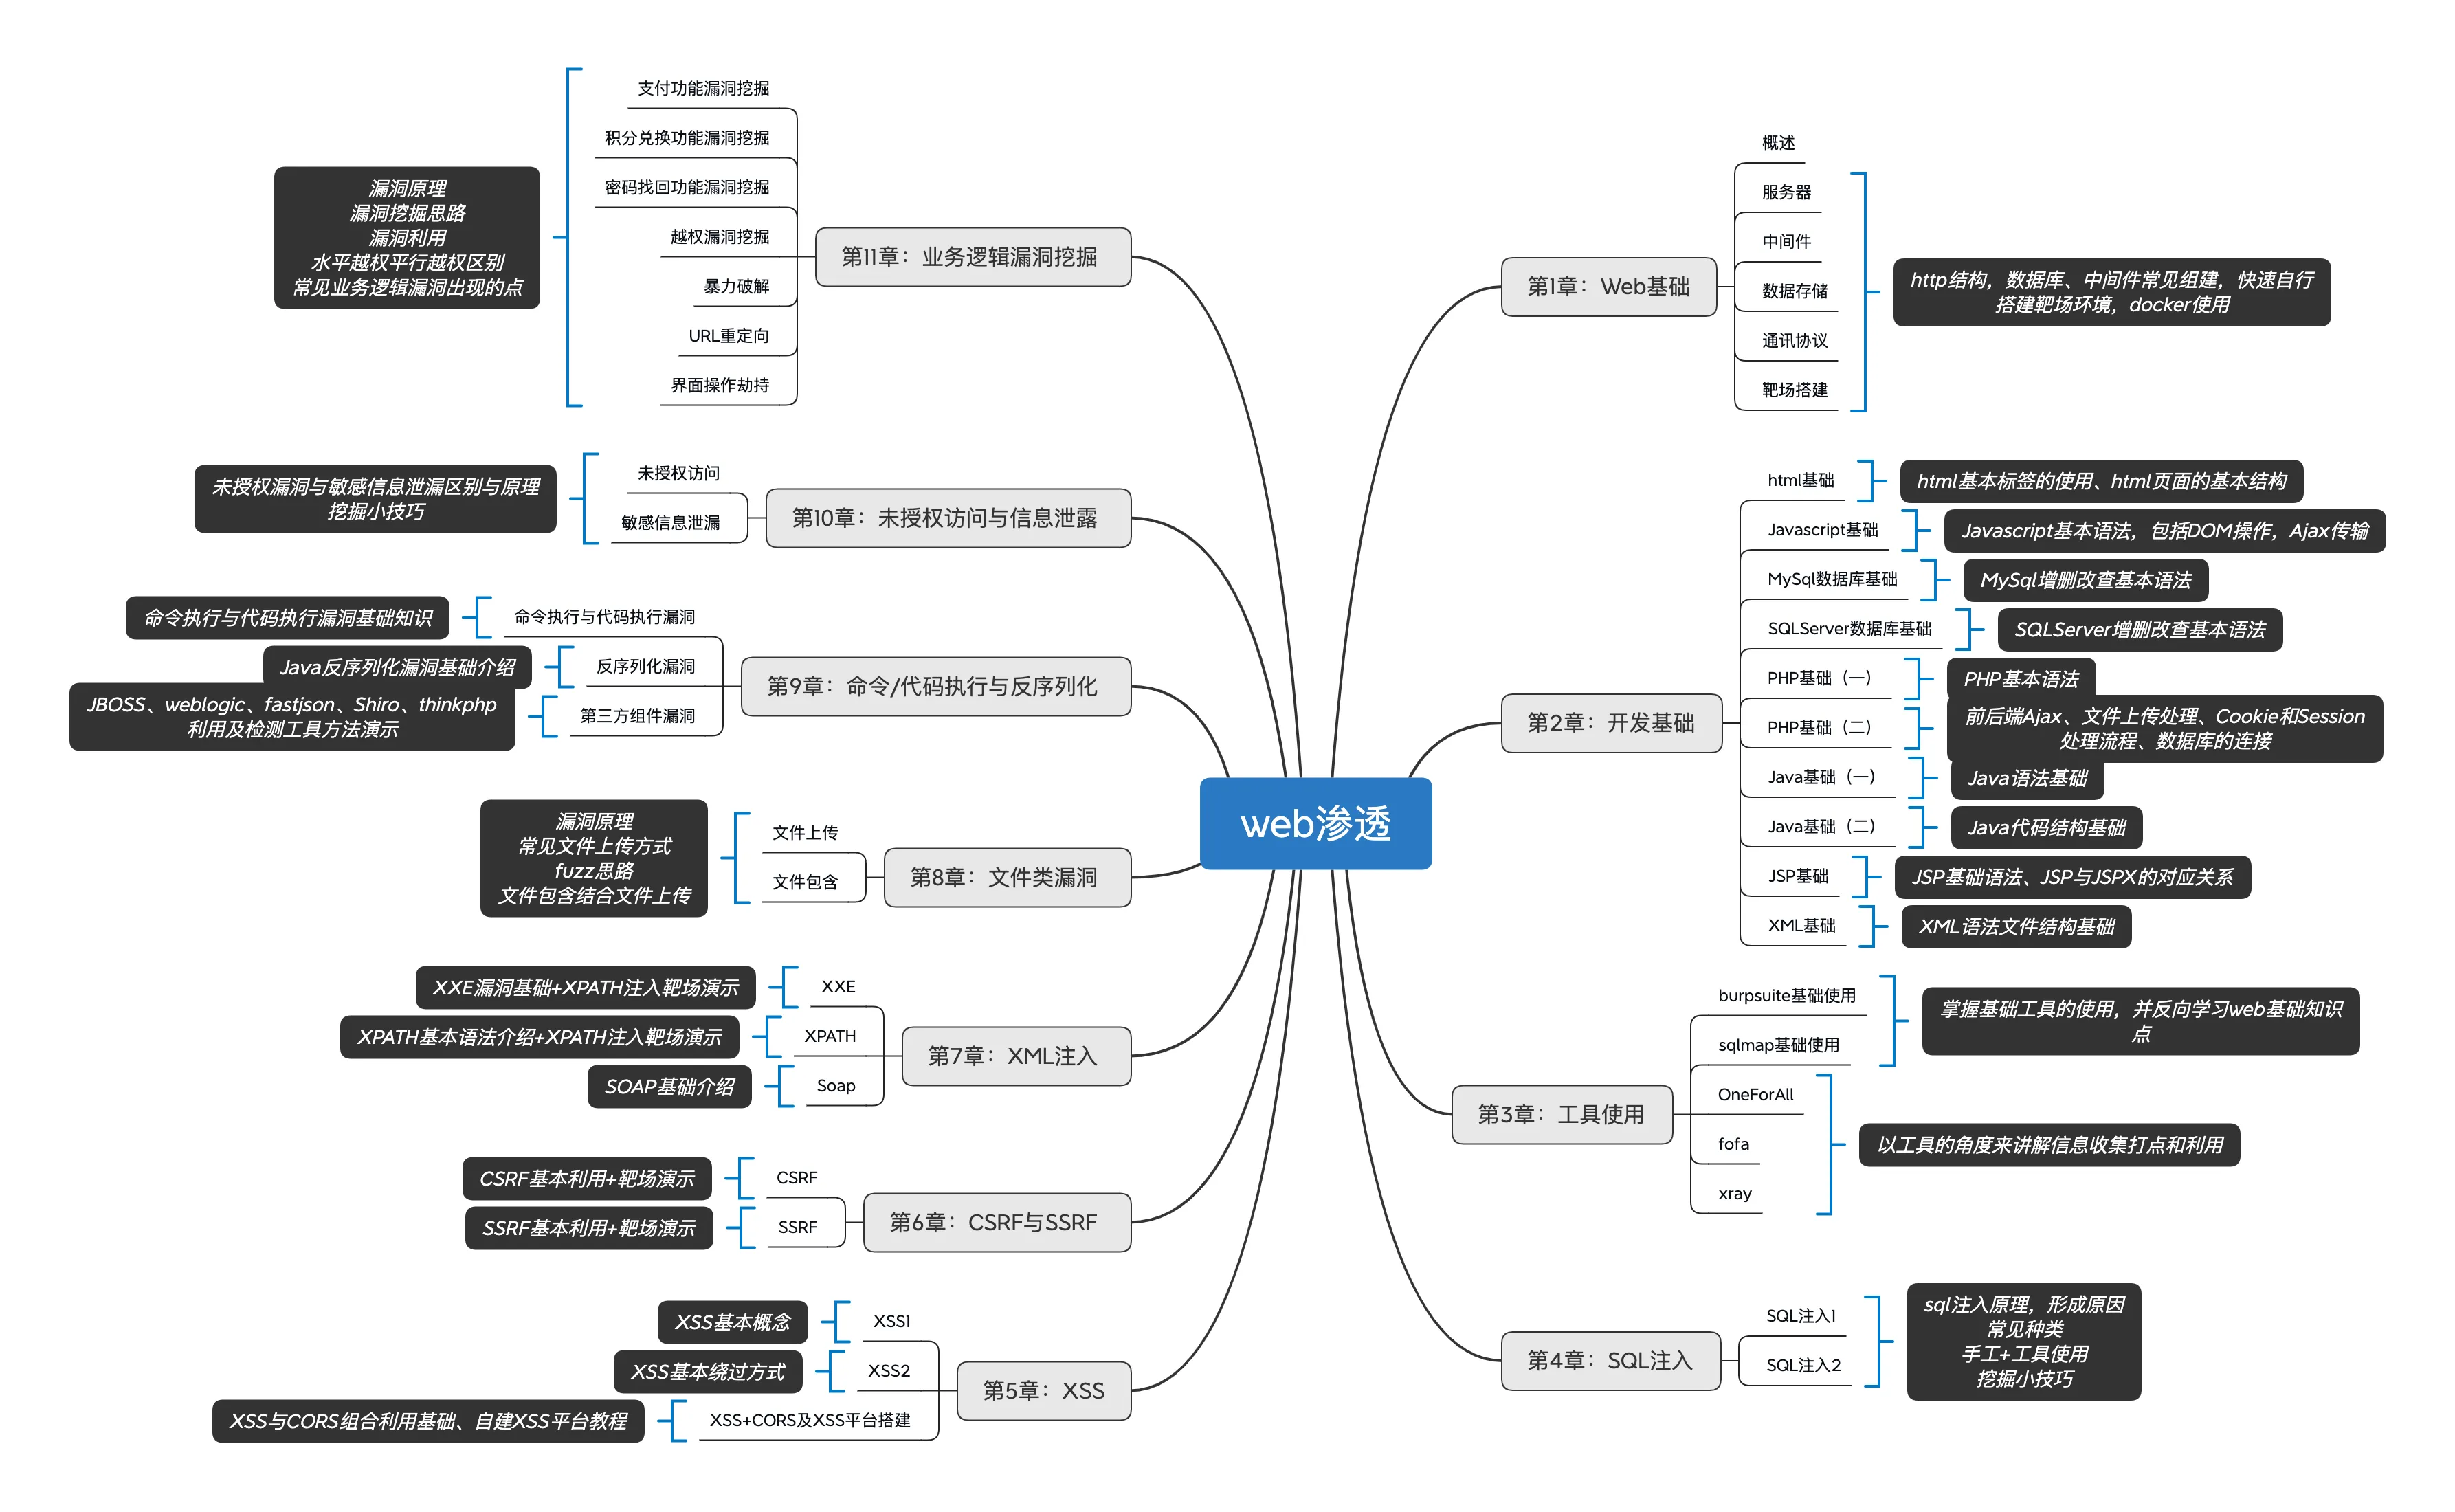 web渗透
第1章：Web基础
概述
服务器
中间件
数据存储
通讯协议
靶场搭建
http结构，数据库、中间件常见组建，快速自行
搭建靶场环境，docker使用
第2章：开发基础
html基础
html基本标签的使用、html页面的基本结构
Javascript基础
Javascript基本语法，包括DOM操作，Ajax传输
MySql数据库基础
MySql增删改查基本语法
SQLServer数据库基础
SQLServer增删改查基本语法
PHP基础（一）
PHP基本语法
PHP基础（二）
前后端Ajax、文件上传处理、Cookie和Session
处理流程、数据库的连接
Java基础（一）
Java语法基础
Java基础（二）
Java代码结构基础
JSP基础
JSP基础语法、JSP与JSPX的对应关系
XML基础
XML语法文件结构基础
第3章：工具使用
burpsuite基础使用
sqlmap基础使用
掌握基础工具的使用，并反向学习web基础知识
点
OneForAll
fofa
xray
以工具的角度来讲解信息收集打点和利用
第4章：SQL注入
SQL注入1
SQL注入2
sql注入原理，形成原因
常见种类
手工+工具使用
挖掘小技巧
第5章：XSS
XSS1
XSS基本概念
XSS2
XSS基本绕过方式
XSS+CORS及XSS平台搭建
XSS与CORS组合利用基础、自建XSS平台教程
第6章：CSRF与SSRF
CSRF
CSRF基本利用+靶场演示
SSRF
SSRF基本利用+靶场演示
第7章：XML注入
XXE
XXE漏洞基础+XPATH注入靶场演示
XPATH
XPATH基本语法介绍+XPATH注入靶场演示
Soap
SOAP基础介绍
第8章：文件类漏洞
文件上传
文件包含
漏洞原理
常见文件上传方式
fuzz思路
文件包含结合文件上传
第9章：命令/代码执行与反序列化
命令执行与代码执行漏洞
命令执行与代码执行漏洞基础知识
反序列化漏洞
Java反序列化漏洞基础介绍
第三方组件漏洞
JBOSS、weblogic、fastjson、Shiro、thinkphp
利用及检测工具方法演示
第10章：未授权访问与信息泄露
未授权访问
敏感信息泄漏
未授权漏洞与敏感信息泄漏区别与原理
挖掘小技巧
第11章：业务逻辑漏洞挖掘
支付功能漏洞挖掘
积分兑换功能漏洞挖掘
密码找回功能漏洞挖掘
越权漏洞挖掘
暴力破解
URL重定向
界面操作劫持
漏洞原理
漏洞挖掘思路
漏洞利用
水平越权平行越权区别
常见业务逻辑漏洞出现的点